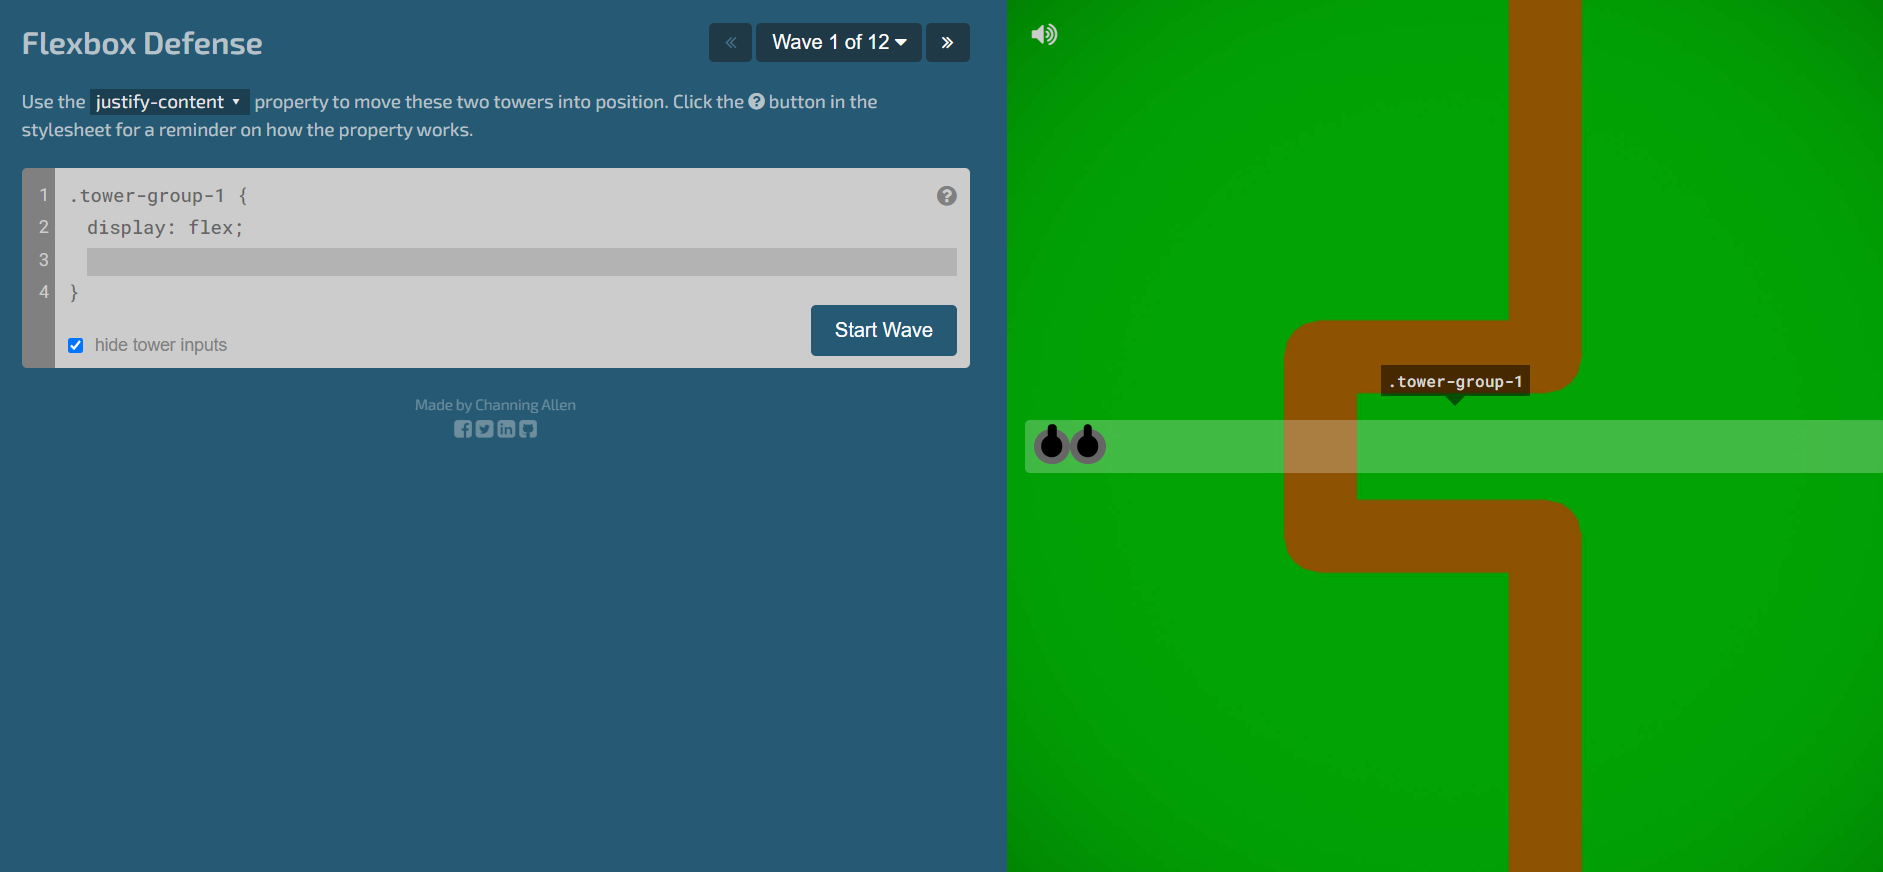 Flexbox Defense
« Wave 1 of 12 »
Use the justify-content property to move these two towers into position. Click the ? button in the
stylesheet for a reminder on how the property works.
1 .tower-group-1 {
?
2 display: flex;
3
4 }
Start Wave
hide tower inputs
Made by Channing Allen
.tower-group-1